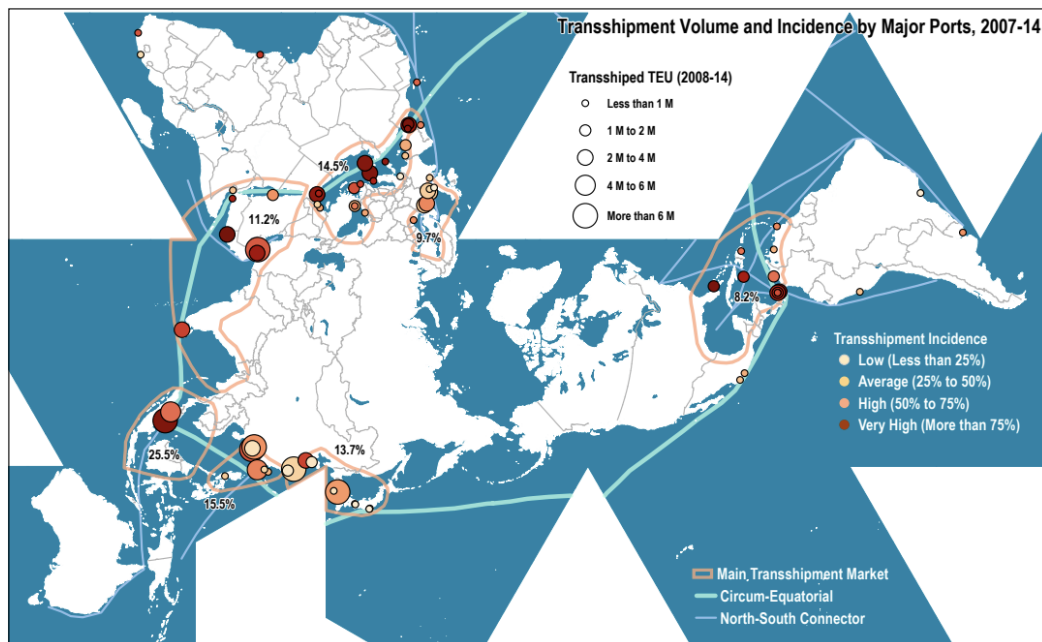 Transshipment Volume and Incidence by Major Ports, 2007-14
Transshiped TEU (2008-14)
Less than 1 M
1 M to 2 M
2 M to 4 M
4 M to 6 M
More than 6 M
14.5%
11.2%
9.7%
8.2%
Transshipment Incidence
Low (Less than 25%)
Average (25% to 50%)
High (50% to 75%)
Very High (More than 75%)
13.7%
25.5%
15.5%
Main Transshipment Market
Circum-Equatorial
North-South Connector